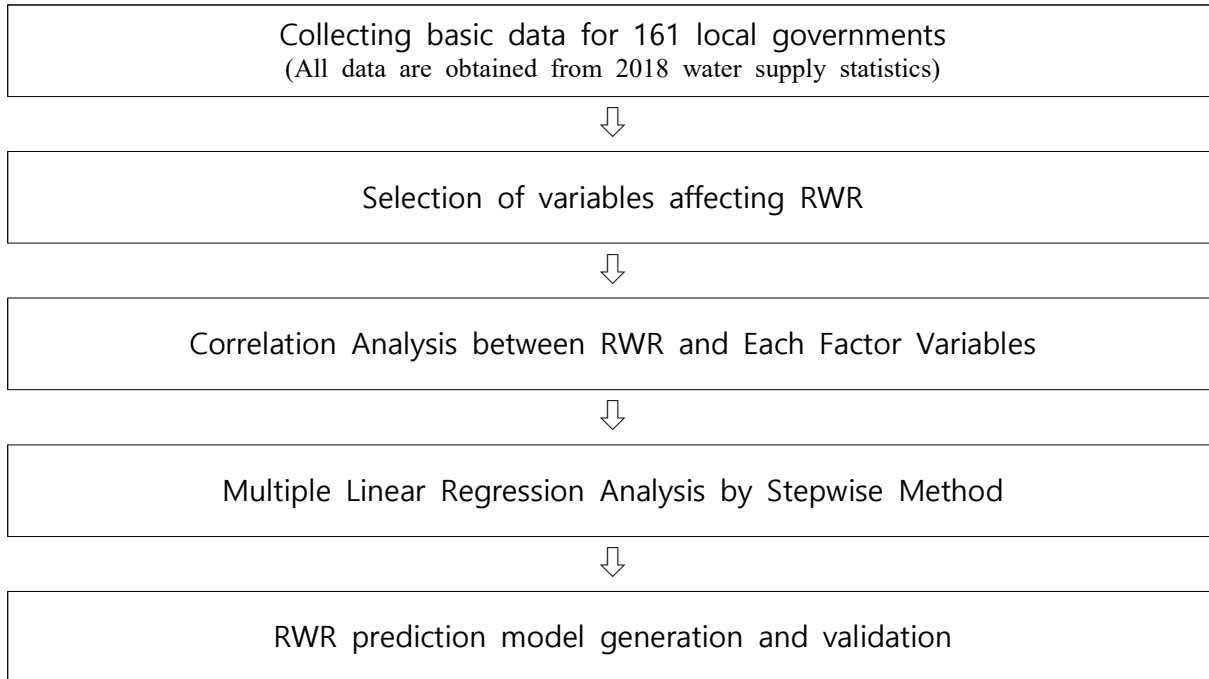 Collecting basic data for 161 local governments
(All data are obtained from 2018 water supply statistics)
Selection of variables affecting RWR
Correlation Analysis between RWR and Each Factor Variables
Multiple Linear Regression Analysis by Stepwise Method
RWR prediction model generation and validation